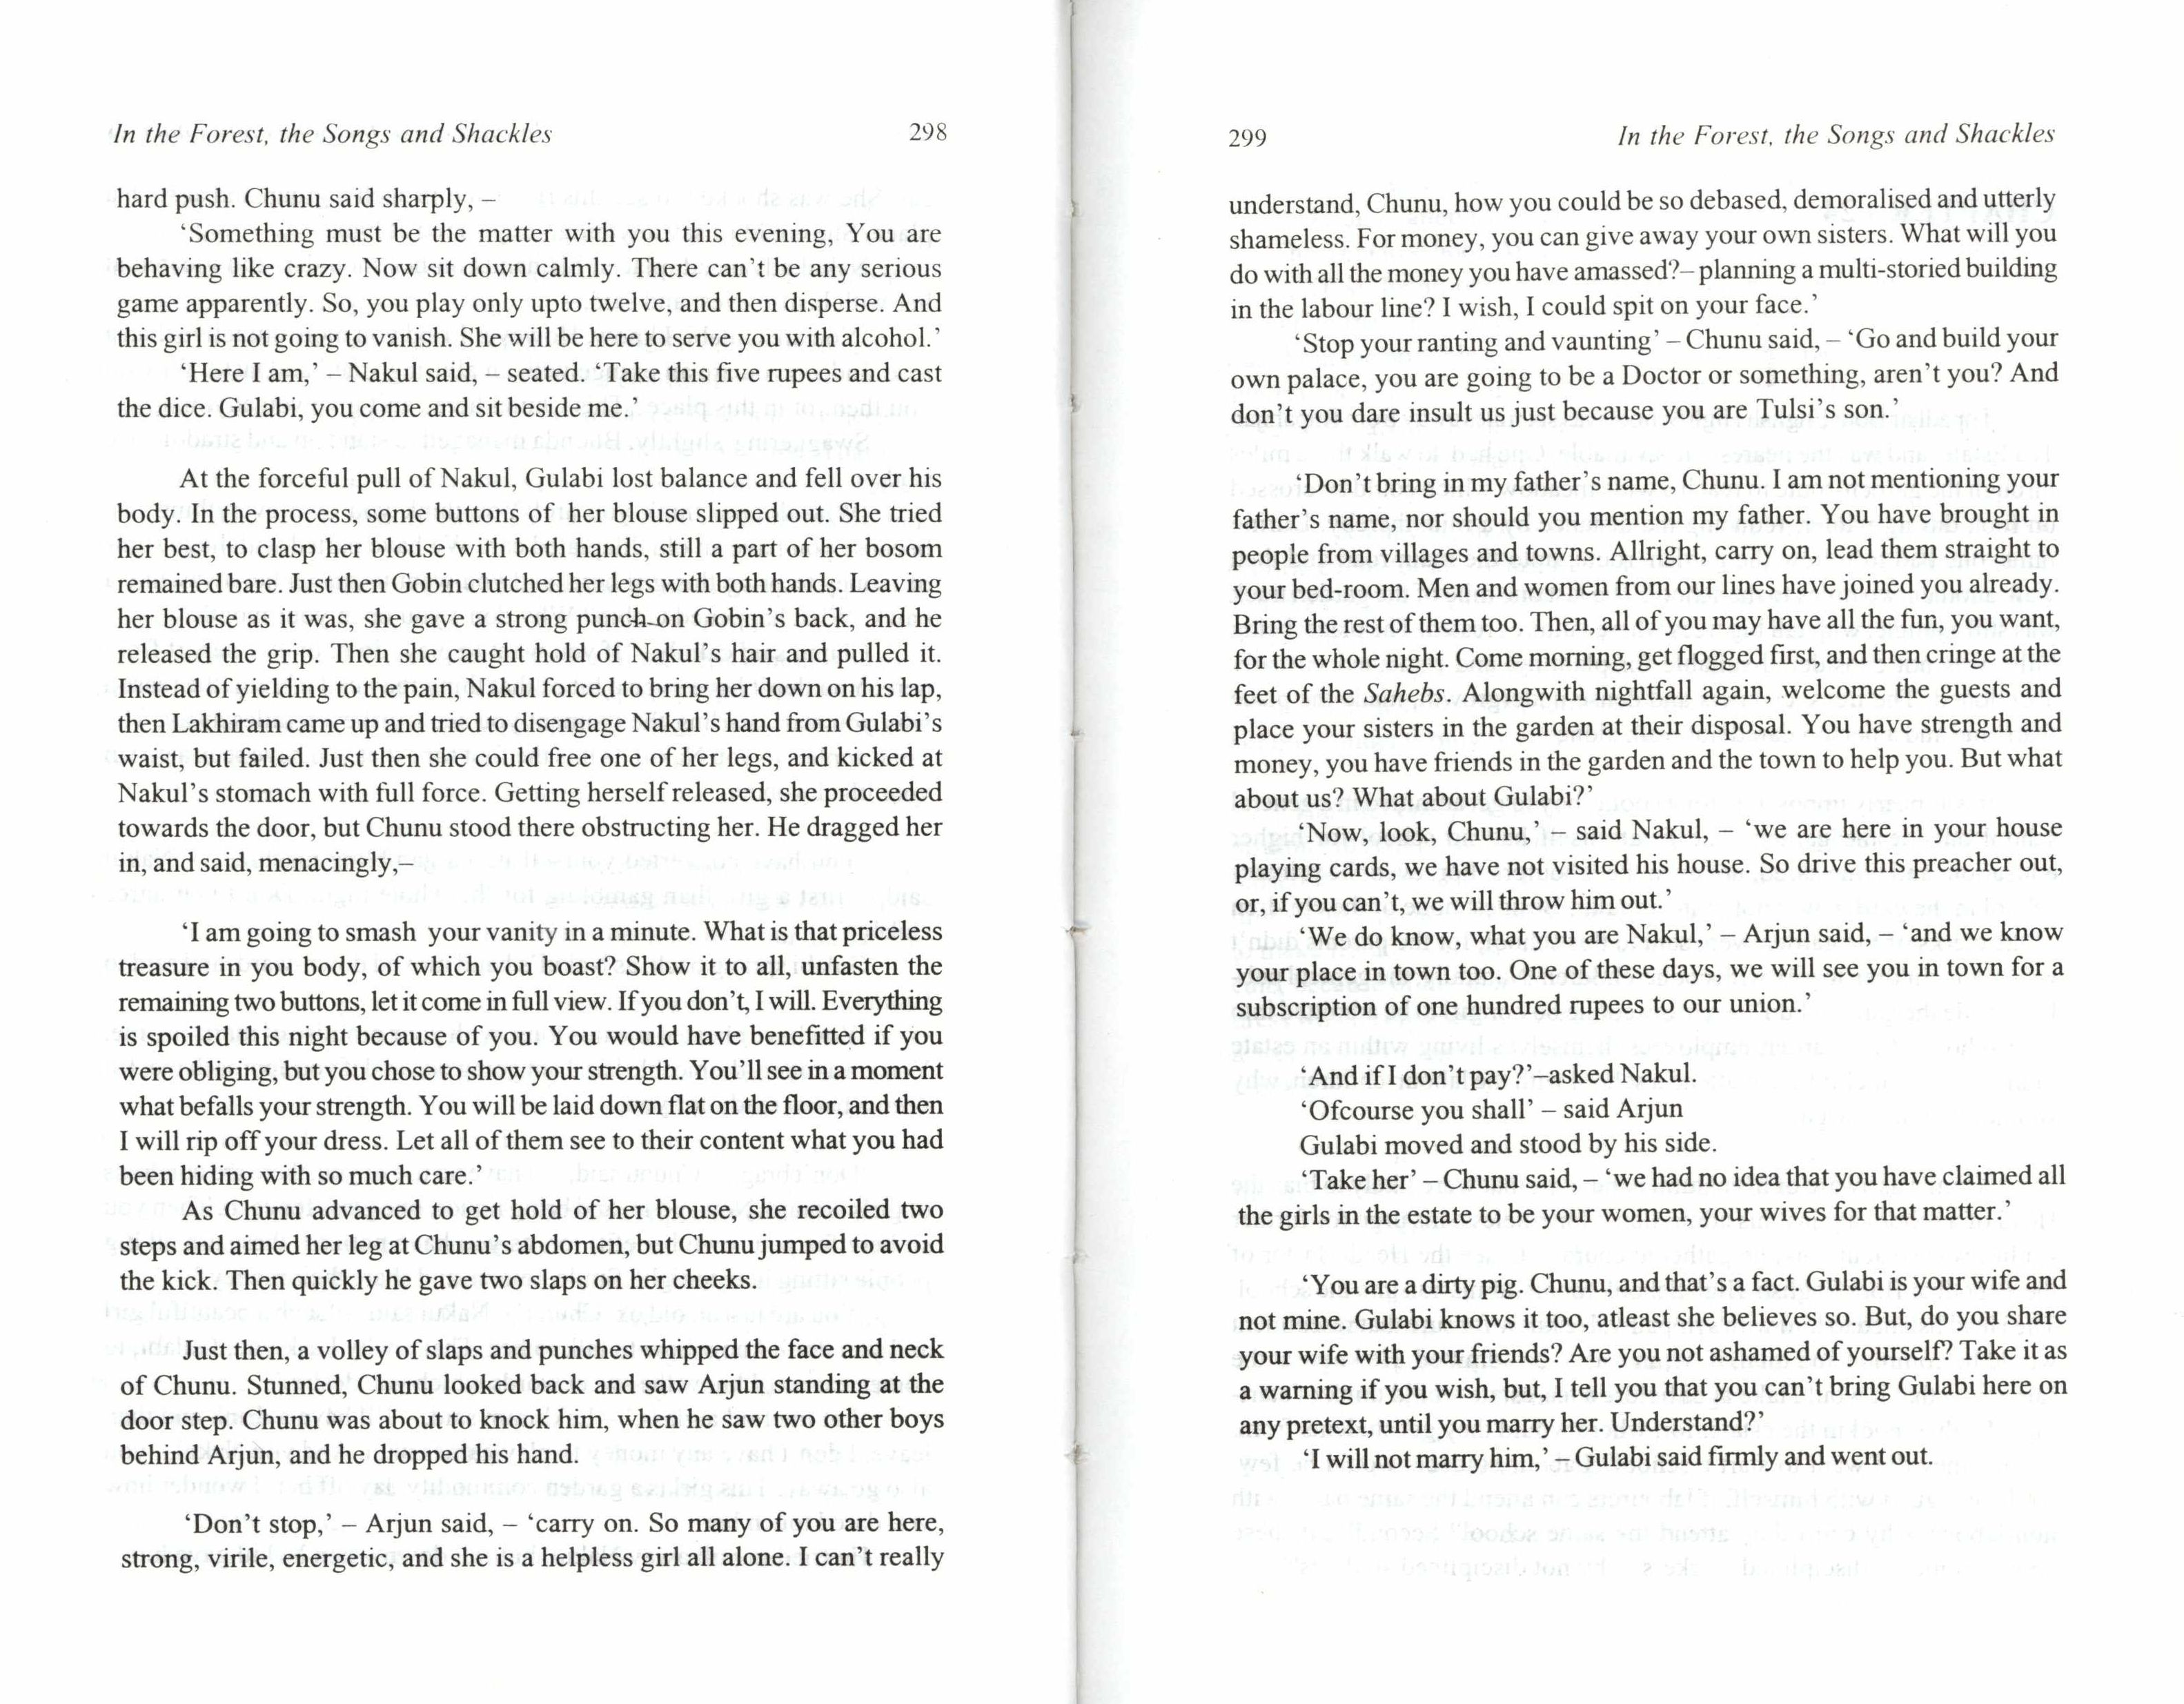 In the Forest, the Songs and Shackles 298
hard push. Chunu said sharply, –
‘Something must be the matter with you this evening, You are
behaving like crazy. Now sit down calmly. There can’t be any serious
game apparently. So, you play only upto twelve, and then disperse. And
this girl is not going to vanish. She will be here to serve you with alcohol.’
‘Here I am,’ – Nakul said, – seated. ‘Take this five rupees and cast
the dice. Gulabi, you come and sit beside me.’
At the forceful pull of Nakul, Gulabi lost balance and fell over his
body. In the process, some buttons of her blouse slipped out. She tried
her best, to clasp her blouse with both hands, still a part of her bosom
remained bare. Just then Gobin clutched her legs with both hands. Leaving
her blouse as it was, she gave a strong punch on Gobin’s back, and he
released the grip. Then she caught hold of Nakul’s hair and pulled it.
Instead of yielding to the pain, Nakul forced to bring her down on his lap,
then Lakhiram came up and tried to disengage Nakul’s hand from Gulabi’s
waist, but failed. Just then she could free one of her legs, and kicked at
Nakul’s stomach with full force. Getting herself released, she proceeded
towards the door, but Chunu stood there obstructing her. He dragged her
in, and said, menacingly,–
‘I am going to smash your vanity in a minute. What is that priceless
treasure in you body, of which you boast? Show it to all, unfasten the
remaining two buttons, let it come in full view. If you don’t, I will. Everything
is spoiled this night because of you. You would have benefitted if you
were obliging, but you chose to show your strength. You’ll see in a moment
what befalls your strength. You will be laid down flat on the floor, and then
I will rip off your dress. Let all of them see to their content what you had
been hiding with so much care.’
As Chunu advanced to get hold of her blouse, she recoiled two
steps and aimed her leg at Chunu’s abdomen, but Chunu jumped to avoid
the kick. Then quickly he gave two slaps on her cheeks.
Just then, a volley of slaps and punches whipped the face and neck
of Chunu. Stunned, Chunu looked back and saw Arjun standing at the
door step. Chunu was about to knock him, when he saw two other boys
behind Arjun, and he dropped his hand.
‘Don’t stop,’ – Arjun said, – ‘carry on. So many of you are here,
strong, virile, energetic, and she is a helpless girl all alone. I can’t really
299 In the Forest, the Songs and Shackles
understand, Chunu, how you could be so debased, demoralised and utterly
shameless. For money, you can give away your own sisters. What will you
do with all the money you have amassed?– planning a multi-storied building
in the labour line? I wish, I could spit on your face.’
‘Stop your ranting and vaunting’ – Chunu said, – ‘Go and build your
own palace, you are going to be a Doctor or something, aren’t you? And
don’t you dare insult us just because you are Tulsi’s son.’
‘Don’t bring in my father’s name, Chunu. I am not mentioning your
father’s name, nor should you mention my father. You have brought in
people from villages and towns. Allright, carry on, lead them straight to
your bed-room. Men and women from our lines have joined you already.
Bring the rest of them too. Then, all of you may have all the fun, you want,
for the whole night. Come morning, get flogged first, and then cringe at the
feet of the Sahebs. Alongwith nightfall again, welcome the guests and
place your sisters in the garden at their disposal. You have strength and
money, you have friends in the garden and the town to help you. But what
about us? What about Gulabi?’
‘Now, look, Chunu,’ – said Nakul, – ‘we are here in your house
playing cards, we have not visited his house. So drive this preacher out,
or, if you can’t, we will throw him out.’
‘We do know, what you are Nakul,’ – Arjun said, – ‘and we know
your place in town too. One of these days, we will see you in town for a
subscription of one hundred rupees to our union.’
‘And if I don’t pay?’–asked Nakul.
‘Ofcourse you shall’ – said Arjun
Gulabi moved and stood by his side.
‘Take her’ – Chunu said, – ‘we had no idea that you have claimed all
the girls in the estate to be your women, your wives for that matter.’
‘You are a dirty pig. Chunu, and that’s a fact. Gulabi is your wife and
not mine. Gulabi knows it too, atleast she believes so. But, do you share
your wife with your friends? Are you not ashamed of yourself? Take it as
a warning if you wish, but, I tell you that you can’t bring Gulabi here on
any pretext, until you marry her. Understand?’
‘I will not marry him,’ – Gulabi said firmly and went out.